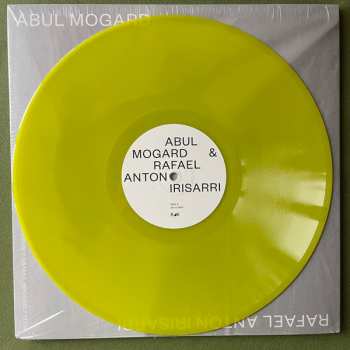 ABUL MOGARD
ABUL
MOGARD &
RAFAEL
ANTON IRISARRI
RAFAEL ANTON IRISARRI